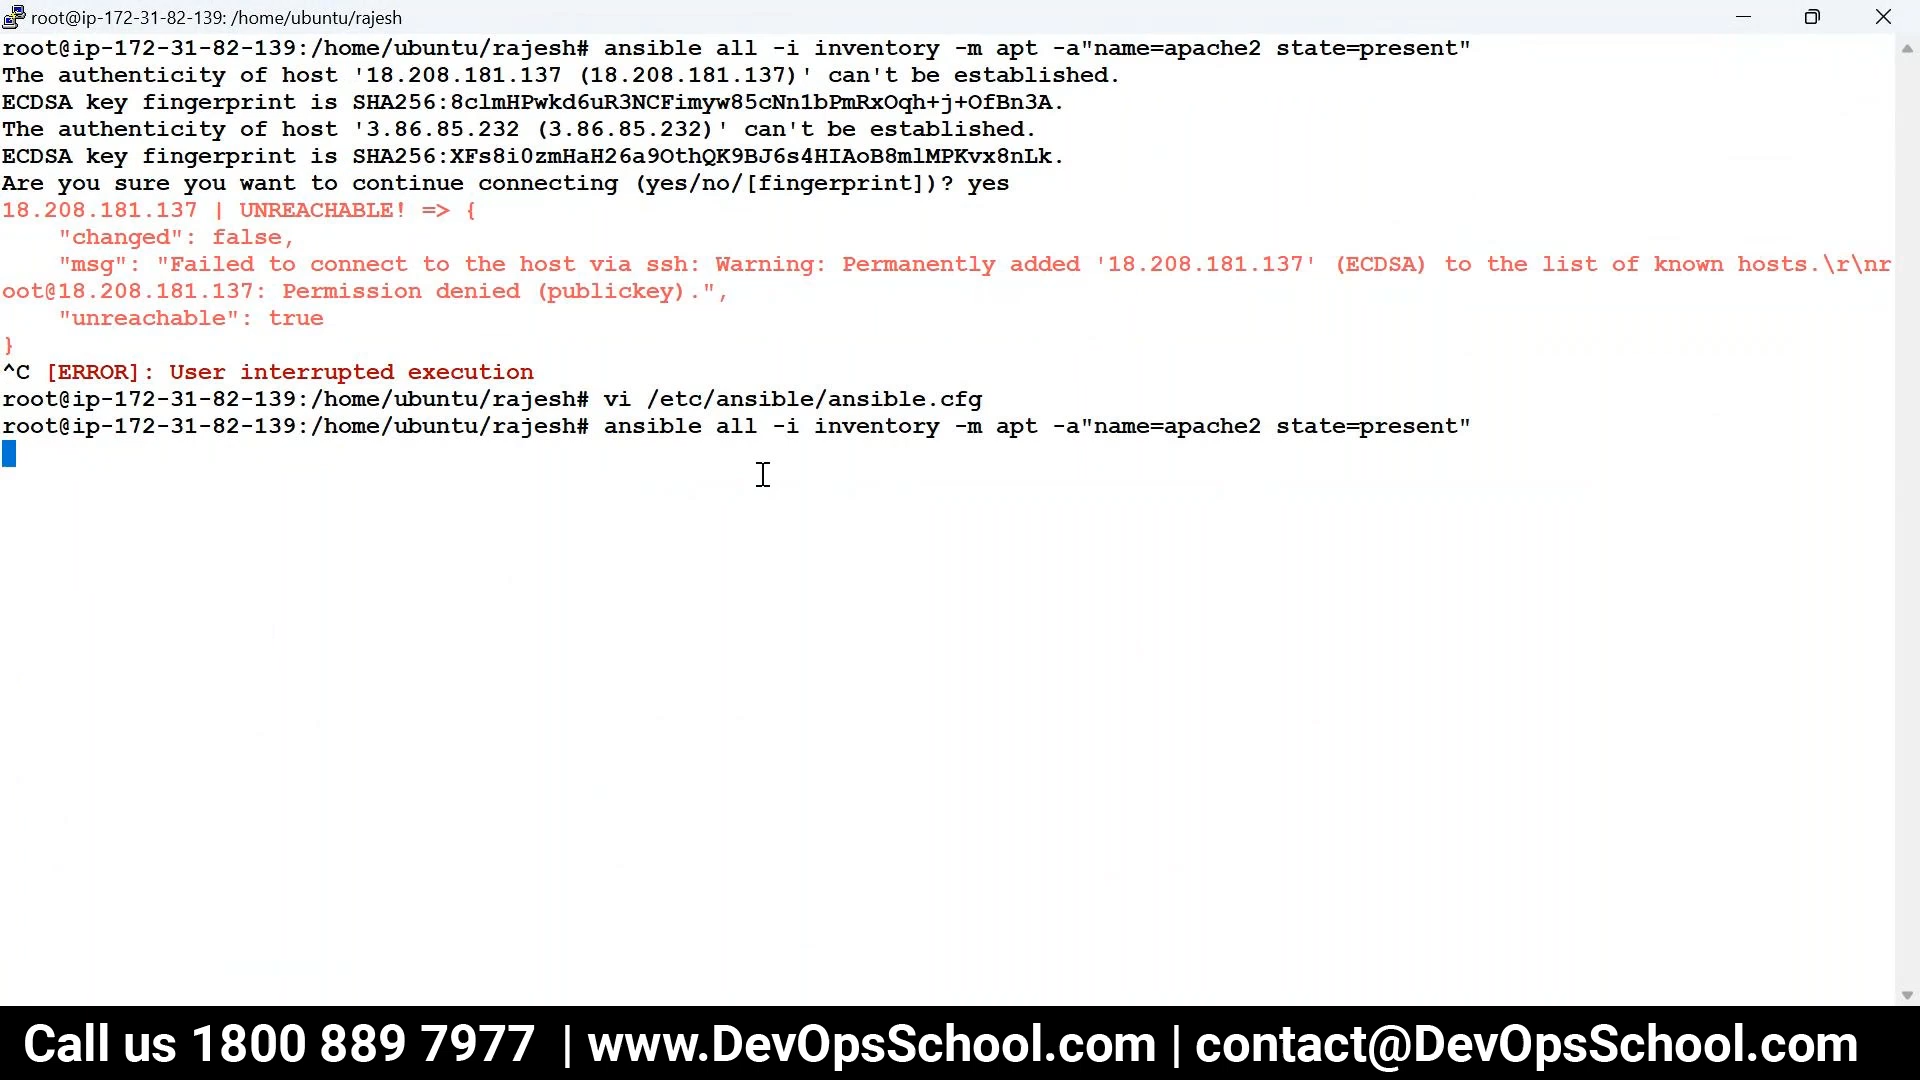 root@ip-172-31-82-139: /home/ubuntu/rajesh
root@ip-172-31-82-139:/home/ubuntu/rajesh# ansible all -i inventory -m apt -a"name=apache2 state=present"
The authenticity of host '18.208.181.137 (18.208.181.137)' can't be established.
ECDSA key fingerprint is SHA256:8clmHPwkd6uR3NCFimyw85cNn1bPmRxOqh+j+OfBn3A.
The authenticity of host '3.86.85.232 (3.86.85.232)' can't be established.
ECDSA key fingerprint is SHA256:XFs8i0zmHaH26a9OthQK9BJ6s4HIAoB8mlMPKvx8nLk.
Are you sure you want to continue connecting (yes/no/[fingerprint])? yes
18.208.181.137 | UNREACHABLE! => {
    "changed": false,
    "msg": "Failed to connect to the host via ssh: Warning: Permanently added '18.208.181.137' (ECDSA) to the list of known hosts.\r\nr
oot@18.208.181.137: Permission denied (publickey).",
    "unreachable": true
}
^C [ERROR]: User interrupted execution
root@ip-172-31-82-139:/home/ubuntu/rajesh# vi /etc/ansible/ansible.cfg
root@ip-172-31-82-139:/home/ubuntu/rajesh# ansible all -i inventory -m apt -a"name=apache2 state=present"
Call us 1800 889 7977 | www.DevOpsSchool.com | contact@DevOpsSchool.com